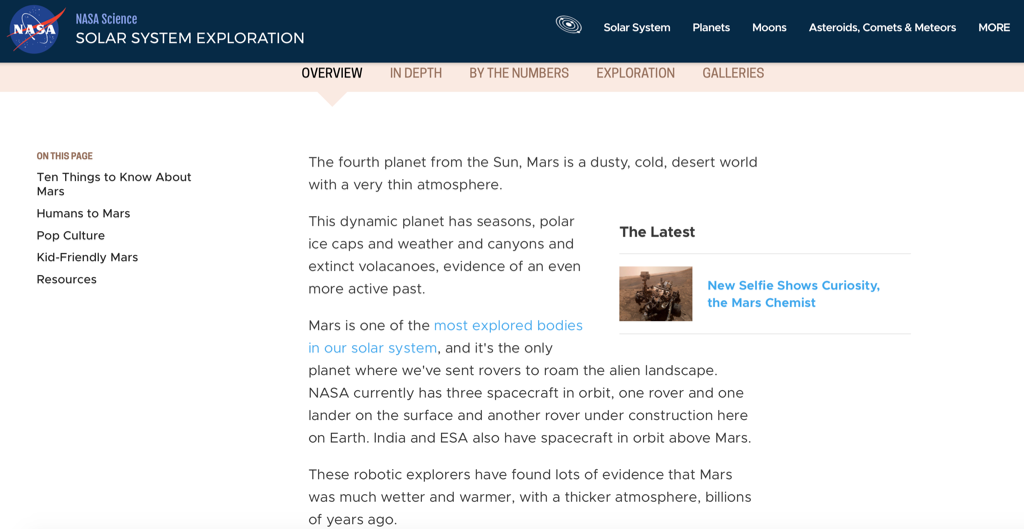 NASA
NASA Science
SOLAR SYSTEM EXPLORATION
Solar System
Planets
Moons
Asteroids, Comets & Meteors
MORE
OVERVIEW
IN DEPTH
BY THE NUMBERS
EXPLORATION
GALLERIES
ON THIS PAGE
Ten Things to Know About
Mars
Humans to Mars
Pop Culture
Kid-Friendly Mars
Resources
The fourth planet from the Sun, Mars is a dusty, cold, desert world
with a very thin atmosphere.
This dynamic planet has seasons, polar
ice caps and weather and canyons and
extinct volacanoes, evidence of an even
more active past.
Mars is one of the most explored bodies
in our solar system, and it's the only
planet where we've sent rovers to roam the alien landscape.
NASA currently has three spacecraft in orbit, one rover and one
lander on the surface and another rover under construction here
on Earth. India and ESA also have spacecraft in orbit above Mars.
These robotic explorers have found lots of evidence that Mars
was much wetter and warmer, with a thicker atmosphere, billions
of years ago.
The Latest
New Selfie Shows Curiosity,
the Mars Chemist